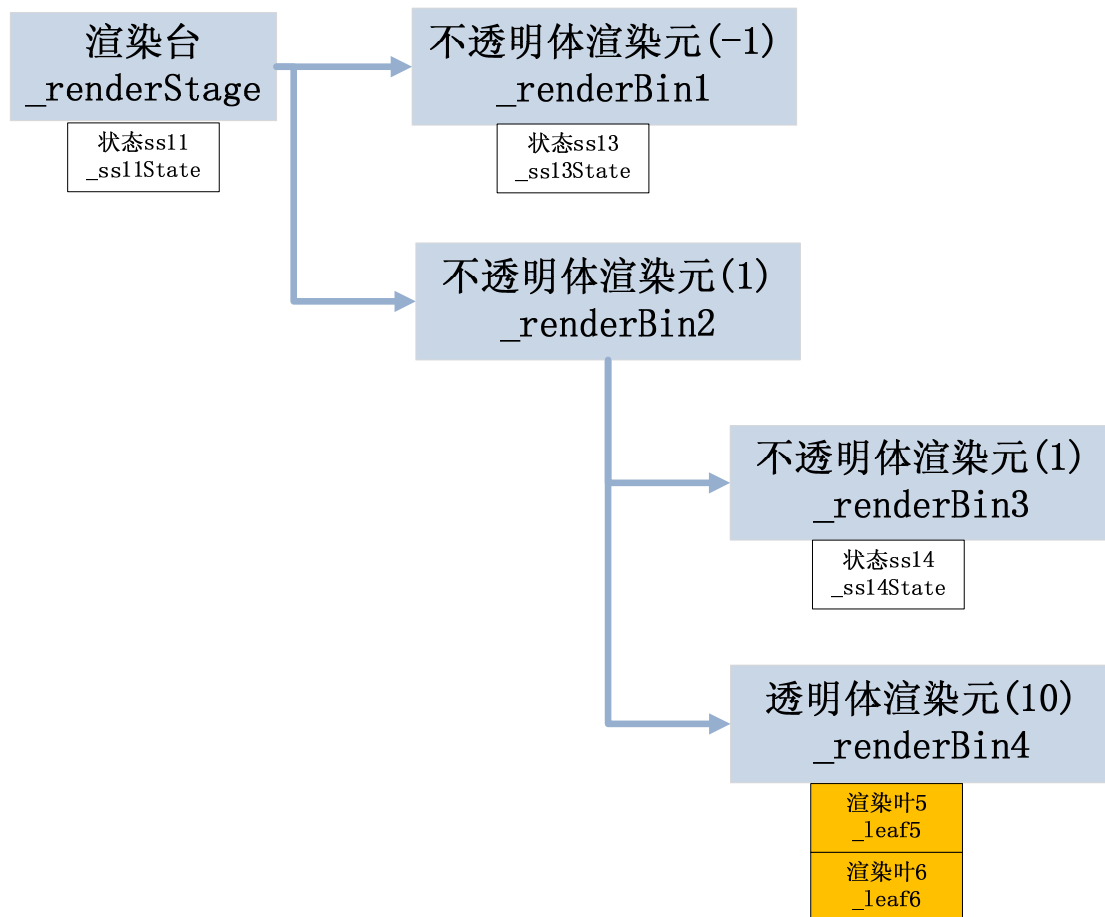 渲染台
_renderStage
状态ss11
_ss11State
不透明体渲染元(-1)
_renderBin1
状态ss13
_ss13State
不透明体渲染元(1)
_renderBin2
不透明体渲染元(1)
_renderBin3
状态ss14
_ss14State
透明体渲染元(10)
_renderBin4
渲染叶5
_leaf5
渲染叶6
_leaf6